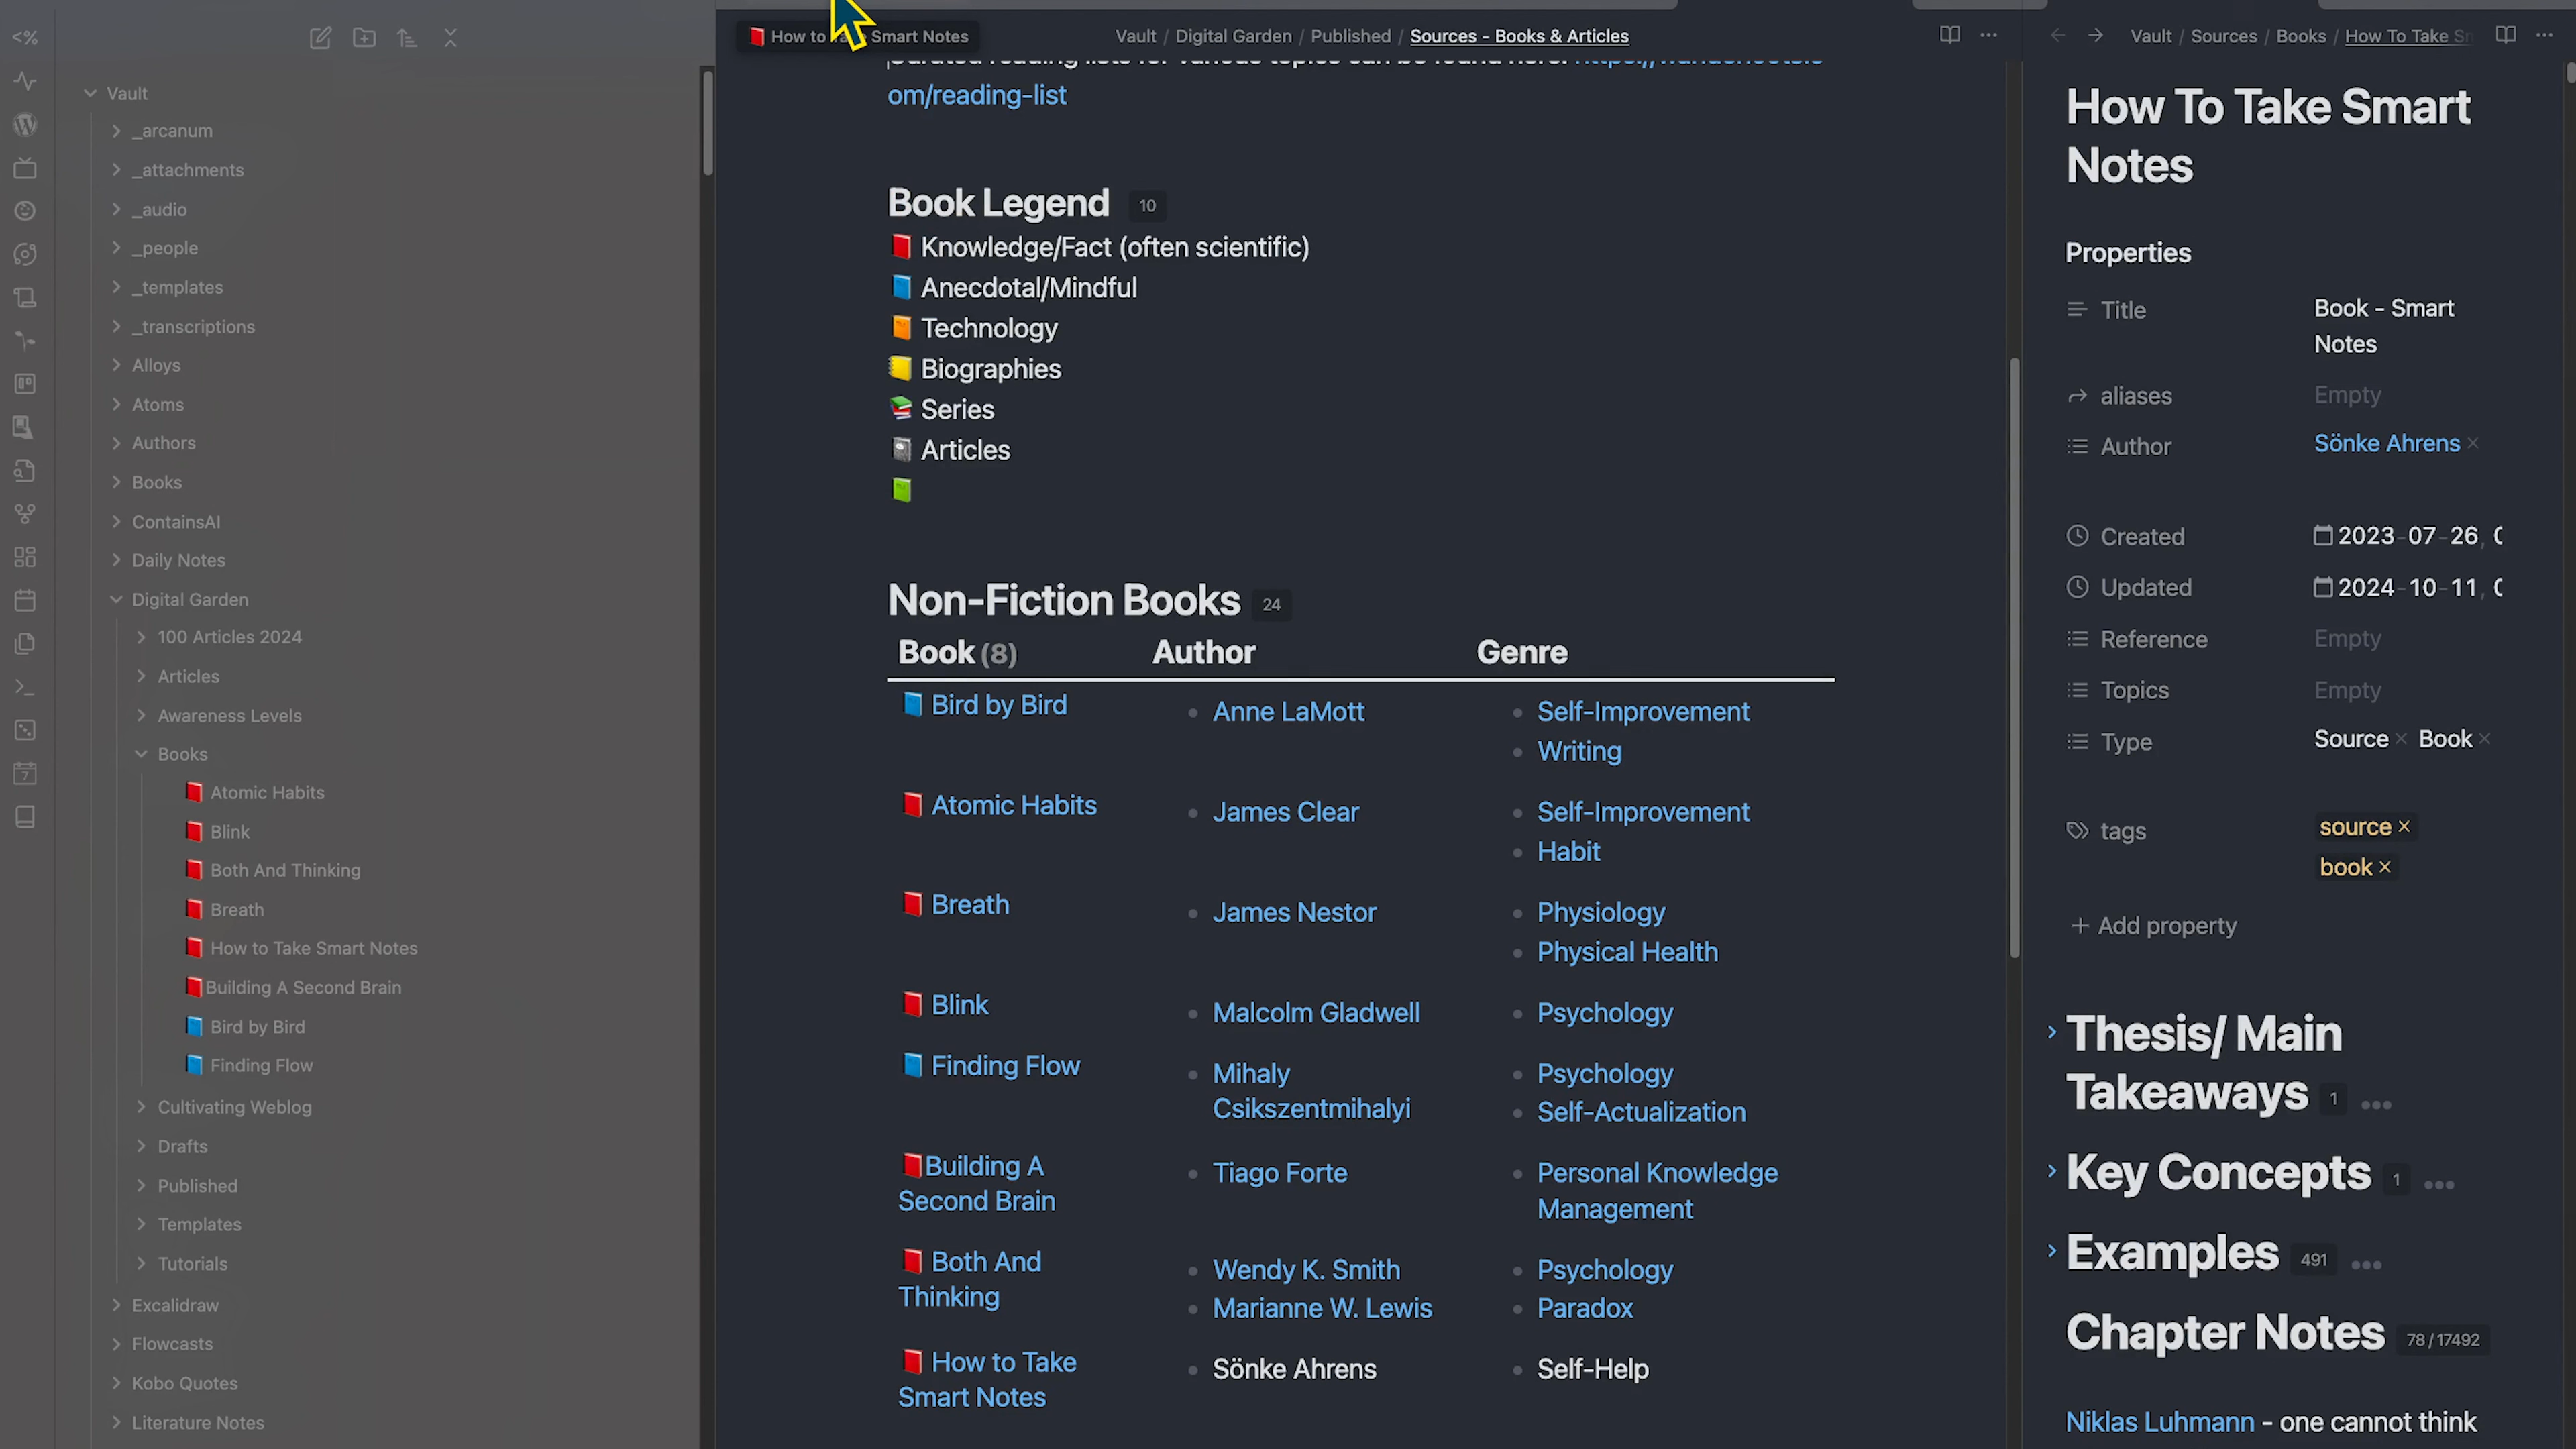 <%
Vault
_arcanum
_attachments
_audio
_people
_templates
_transcriptions
Alloys
Atoms
Authors
Books
ContainsAI
Daily Notes
Digital Garden
100 Articles 2024
Articles
Awareness Levels
Books
Atomic Habits
Blink
Both And Thinking
Breath
How to Take Smart Notes
Building A Second Brain
Bird by Bird
Finding Flow
Cultivating Weblog
Drafts
Published
Templates
Tutorials
Excalidraw
Flowcasts
Kobo Quotes
Literature Notes
How to Take Smart Notes
Vault / Digital Garden / Published / Sources - Books & Articles
om/reading-list
Book Legend 10
Knowledge/Fact (often scientific)
Anecdotal/Mindful
Technology
Biographies
Series
Articles
Non-Fiction Books 24
Book (8) Author Genre
Bird by Bird Anne LaMott Self-Improvement
Writing
Atomic Habits James Clear Self-Improvement
Habit
Breath James Nestor Physiology
Physical Health
Blink Malcolm Gladwell Psychology
Finding Flow Mihaly Psychology
Csikszentmihalyi Self-Actualization
Building A Tiago Forte Personal Knowledge
Second Brain Management
Both And Wendy K. Smith Psychology
Thinking Marianne W. Lewis Paradox
How to Take Sönke Ahrens Self-Help
Smart Notes
Vault / Sources / Books / How To Take
How To Take Smart
Notes
Properties
Title Book - Smart
Notes
aliases Empty
Author Sönke Ahrens ×
Created 2023-07-26,
Updated 2024-10-11,
Reference Empty
Topics Empty
Type Source × Book ×
tags source ×
book ×
+ Add property
Thesis/ Main
Takeaways 1 •••
Key Concepts 1 •••
Examples 491 •••
Chapter Notes 78 / 17492
Niklas Luhmann - one cannot think